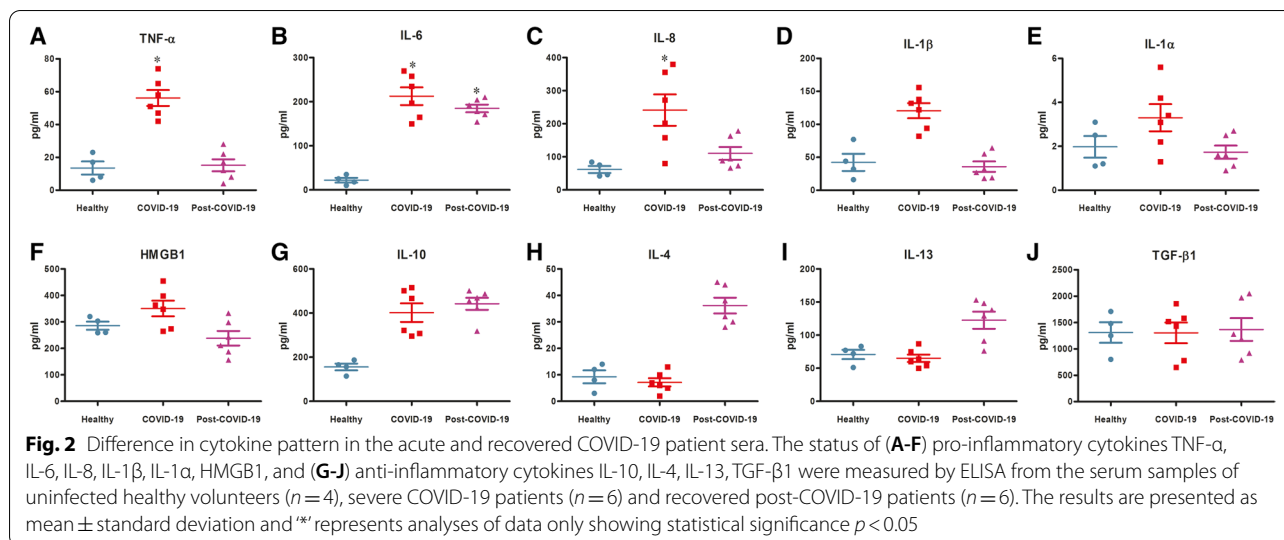 A
TNF-α
*
pg/ml
80
60
40
20
0
Healthy COVID-19 Post-COVID-19
B
IL-6
*
*
pg/ml
300
200
100
0
Healthy COVID-19 Post-COVID-19
C
IL-8
*
pg/ml
400
300
200
100
0
Healthy COVID-19 Post-COVID-19
D
IL-1β
pg/ml
200
150
100
50
0
Healthy COVID-19 Post-COVID-19
E
IL-1α
pg/ml
6
4
2
0
Healthy COVID-19 Post-COVID-19
F
HMGB1
pg/ml
500
400
300
200
100
0
Healthy COVID-19 Post-COVID-19
G
IL-10
pg/ml
600
400
200
0
Healthy COVID-19 Post-COVID-19
H
IL-4
pg/ml
50
40
30
20
10
0
Healthy COVID-19 Post-COVID-19
I
IL-13
pg/ml
200
150
100
50
0
Healthy COVID-19 Post-COVID-19
J
TGF-β1
pg/ml
2500
2000
1500
1000
500
0
Healthy COVID-19 Post-COVID-19
Fig. 2 Difference in cytokine pattern in the acute and recovered COVID-19 patient sera. The status of (A-F) pro-inflammatory cytokines TNF-α,
IL-6, IL-8, IL-1β, IL-1α, HMGB1, and (G-J) anti-inflammatory cytokines IL-10, IL-4, IL-13, TGF-β1 were measured by ELISA from the serum samples of
uninfected healthy volunteers (n = 4), severe COVID-19 patients (n = 6) and recovered post-COVID-19 patients (n = 6). The results are presented as
mean ± standard deviation and '*' represents analyses of data only showing statistical significance p < 0.05